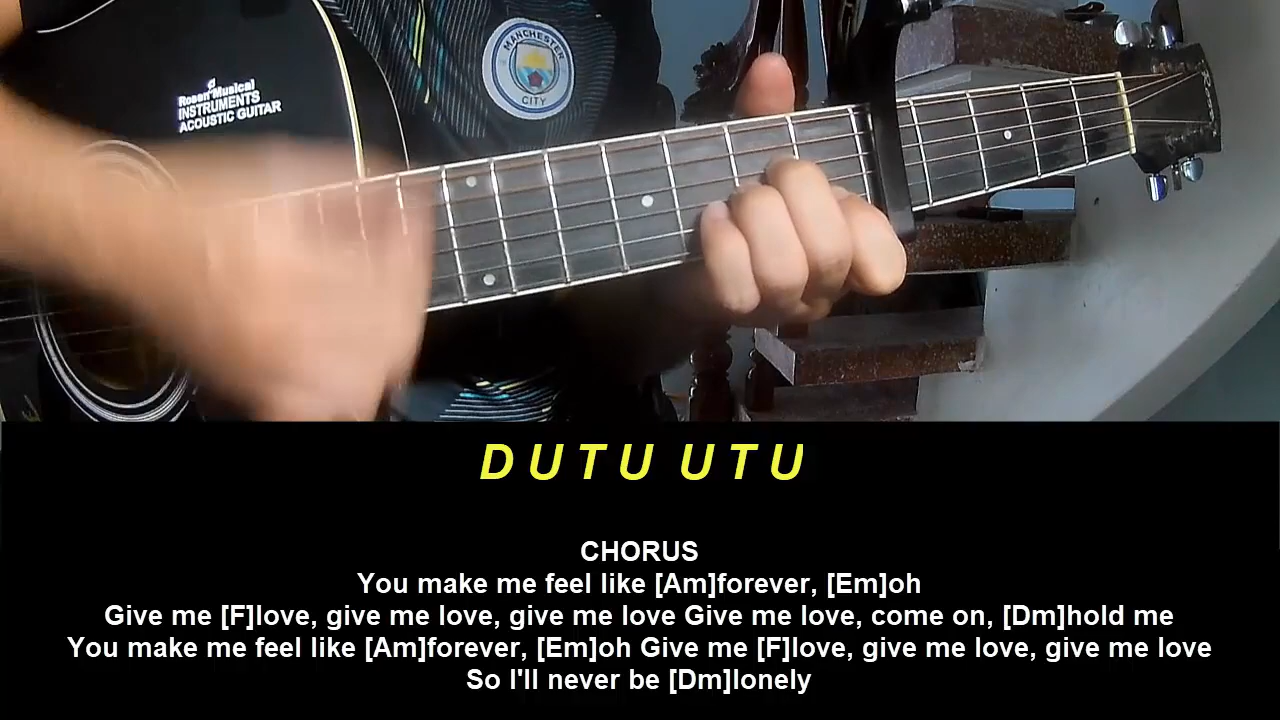 Rosen Musical
INSTRUMENTS
ACOUSTIC GUITAR
MANCHESTER
CITY
D U T U U T U
CHORUS
You make me feel like [Am]forever, [Em]oh
Give me [F]love, give me love, give me love Give me love, come on, [Dm]hold me
You make me feel like [Am]forever, [Em]oh Give me [F]love, give me love, give me love
So I'll never be [Dm]lonely